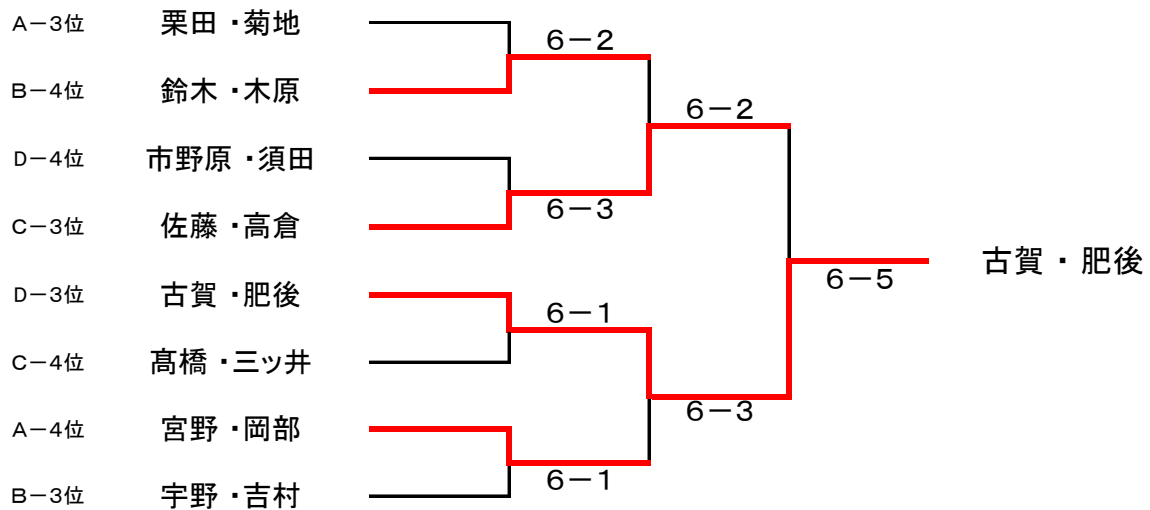 A－3位 栗田 ・菊地
6－2
B－4位 鈴木 ・木原
6－2
D－4位 市野原 ・須田
6－3
C－3位 佐藤 ・高倉
古賀 ・ 肥後
6－5
D－3位 古賀 ・肥後
6－1
C－4位 髙橋 ・三ッ井
6－3
A－4位 宮野 ・岡部
6－1
B－3位 宇野 ・吉村